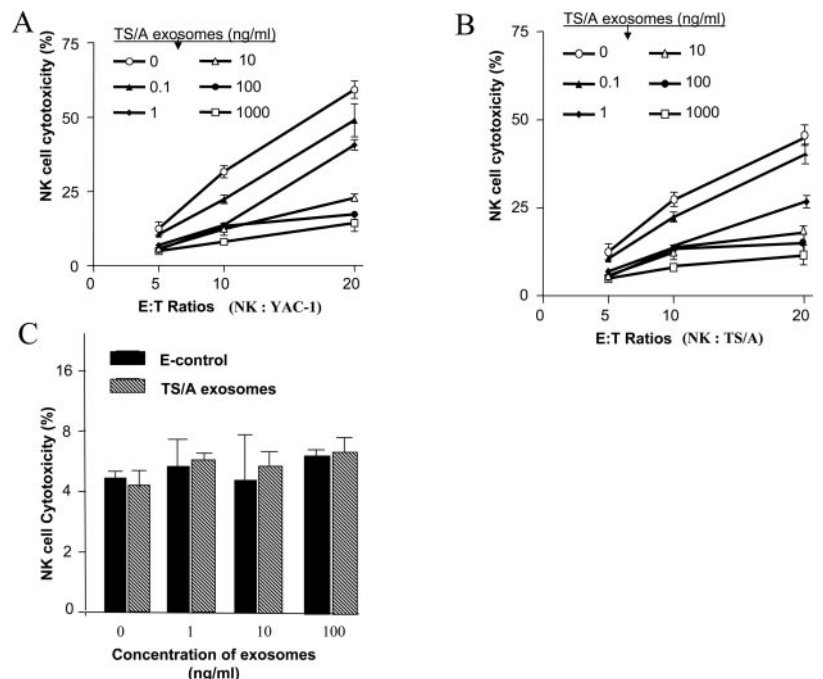 A
TS/A exosomes (ng/ml)
0
10
0.1
100
1
1000
NK cell cytotoxicity (%)
75
50
25
0
0
5
10
20
E:T Ratios (NK : YAC-1)
B
TS/A exosomes (ng/ml)
0
10
0.1
100
1
1000
NK cell cytotoxicity (%)
75
50
25
0
0
5
10
20
E:T Ratios (NK : TS/A)
C
E-control
TS/A exosomes
NK cell Cytotoxicity (%)
16
8
4
2
0
0
1
10
100
Concentration of exosomes
(ng/ml)